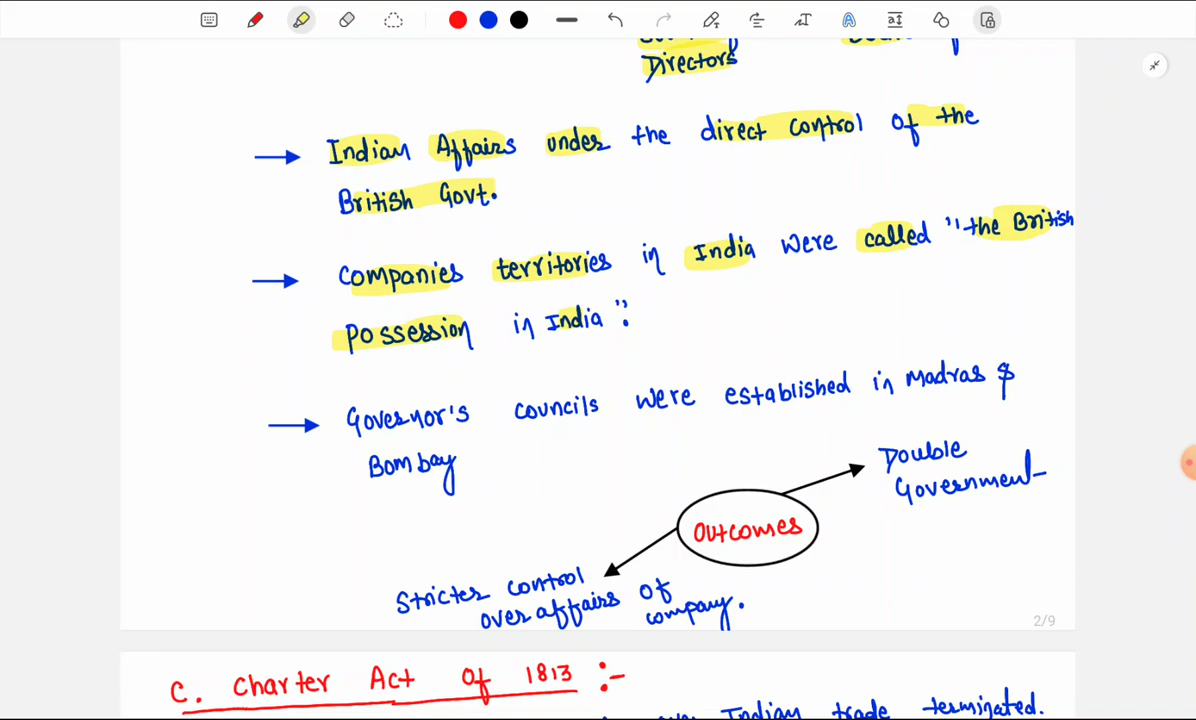 Directors
→ Indian Affairs under the direct control of the
British Govt.
→ Companies territories in India were called "the British
Possession in India".
→ Governor's councils were established in Madras &
Bombay
Double
Government
Outcomes
Stricter control
over affairs of
company.
2/9
C. Charter Act Of 1813 :-
Indian trade terminated.